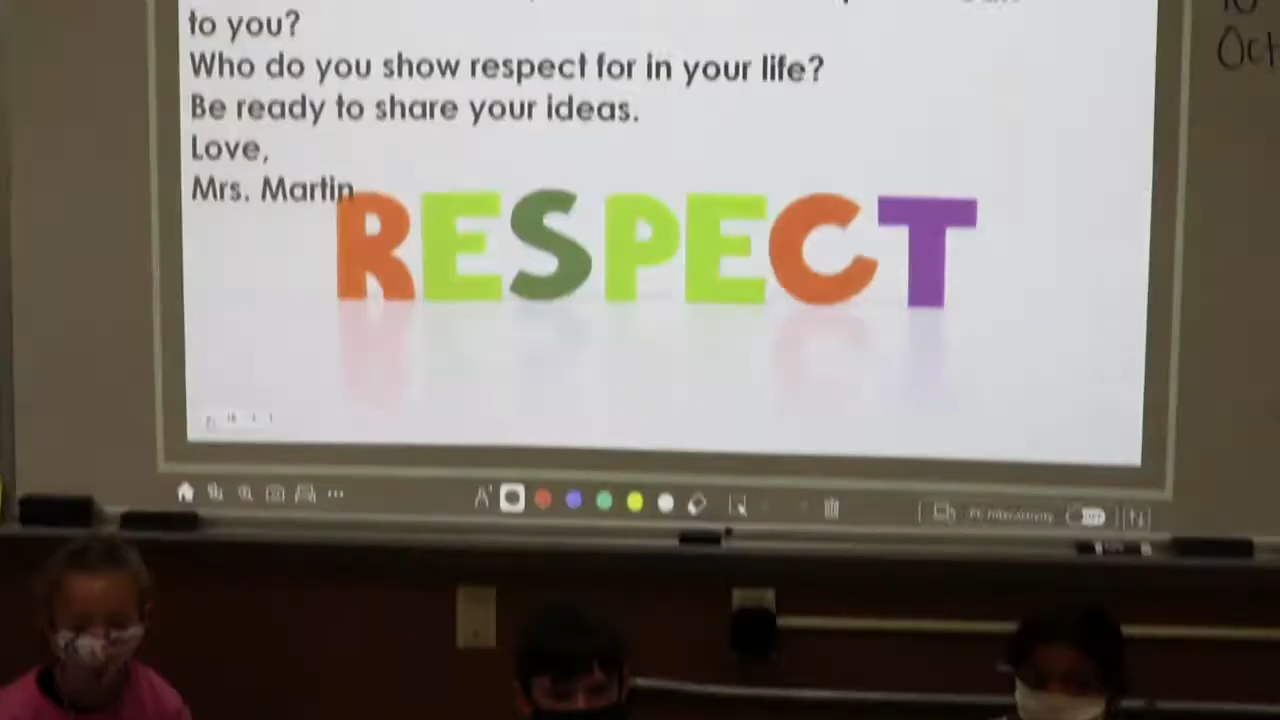 to you?
Who do you show respect for in your life?
Be ready to share your ideas.
Love,
Mrs. Martin
RESPECT
Oct